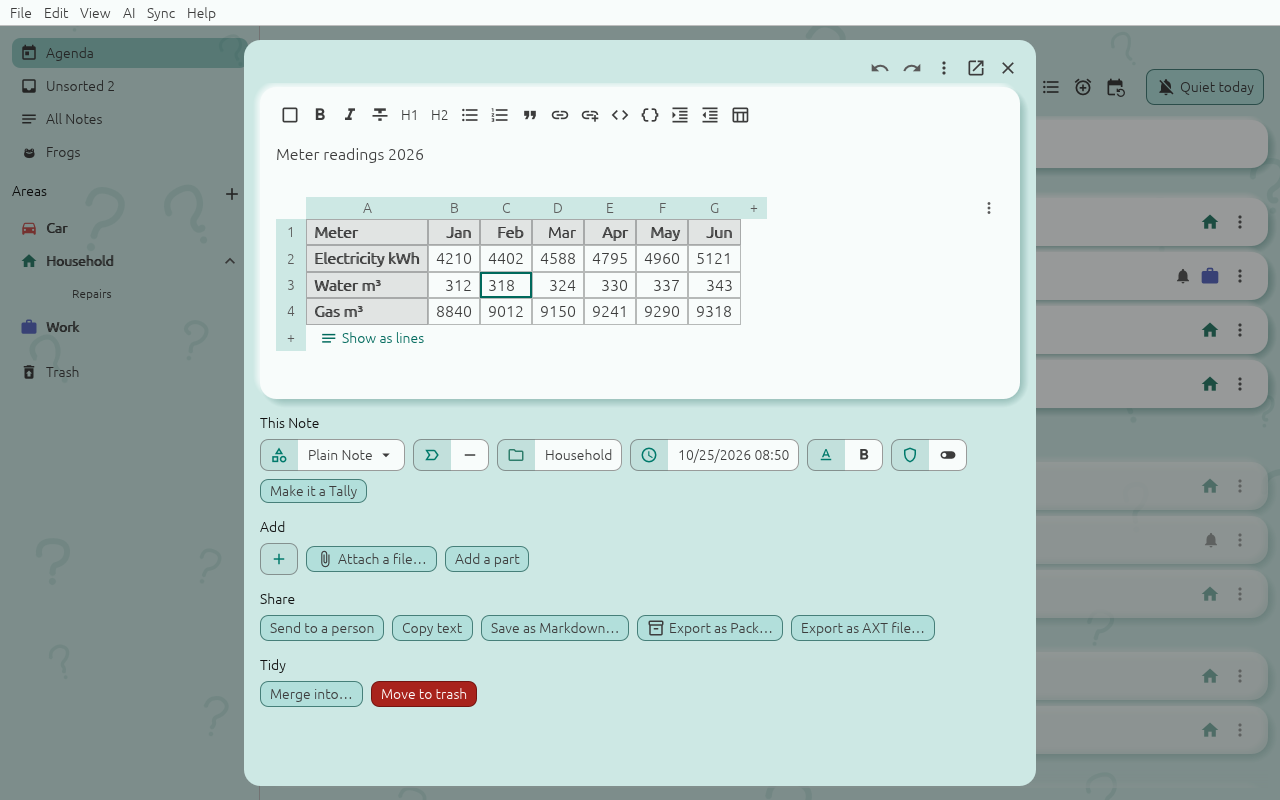 File Edit View AI Sync Help
Agenda
Unsorted 2
All Notes
Frogs
Areas
Car
Household
Repairs
Work
Trash
Quiet today
B H1 H2
Meter readings 2026
A B C D E F G +
1 Meter Jan Feb Mar Apr May Jun
2 Electricity kWh 4210 4402 4588 4795 4960 5121
3 Water m³ 312 318 324 330 337 343
4 Gas m³ 8840 9012 9150 9241 9290 9318
+ Show as lines
This Note
Plain Note Household 10/25/2026 08:50 A B
Make it a Tally
Add
Attach a file... Add a part
Share
Send to a person Copy text Save as Markdown... Export as Pack... Export as AXT file...
Tidy
Merge into... Move to trash